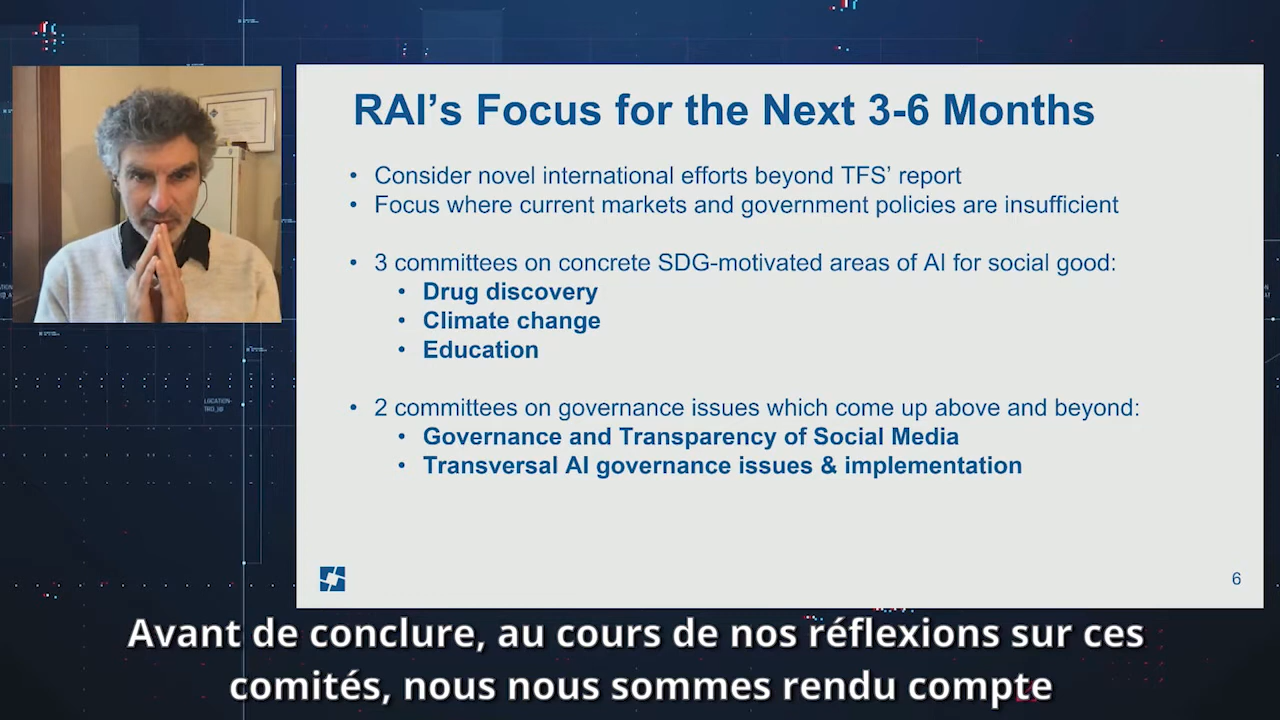 RAI’s Focus for the Next 3-6 Months
• Consider novel international efforts beyond TFS’ report
• Focus where current markets and government policies are insufficient
• 3 committees on concrete SDG-motivated areas of AI for social good:
• Drug discovery
• Climate change
• Education
• 2 committees on governance issues which come up above and beyond:
• Governance and Transparency of Social Media
• Transversal AI governance issues & implementation
6
LOCATION-
Avant de conclure, au cours de nos réflexions sur ces
comités, nous nous sommes rendu compte